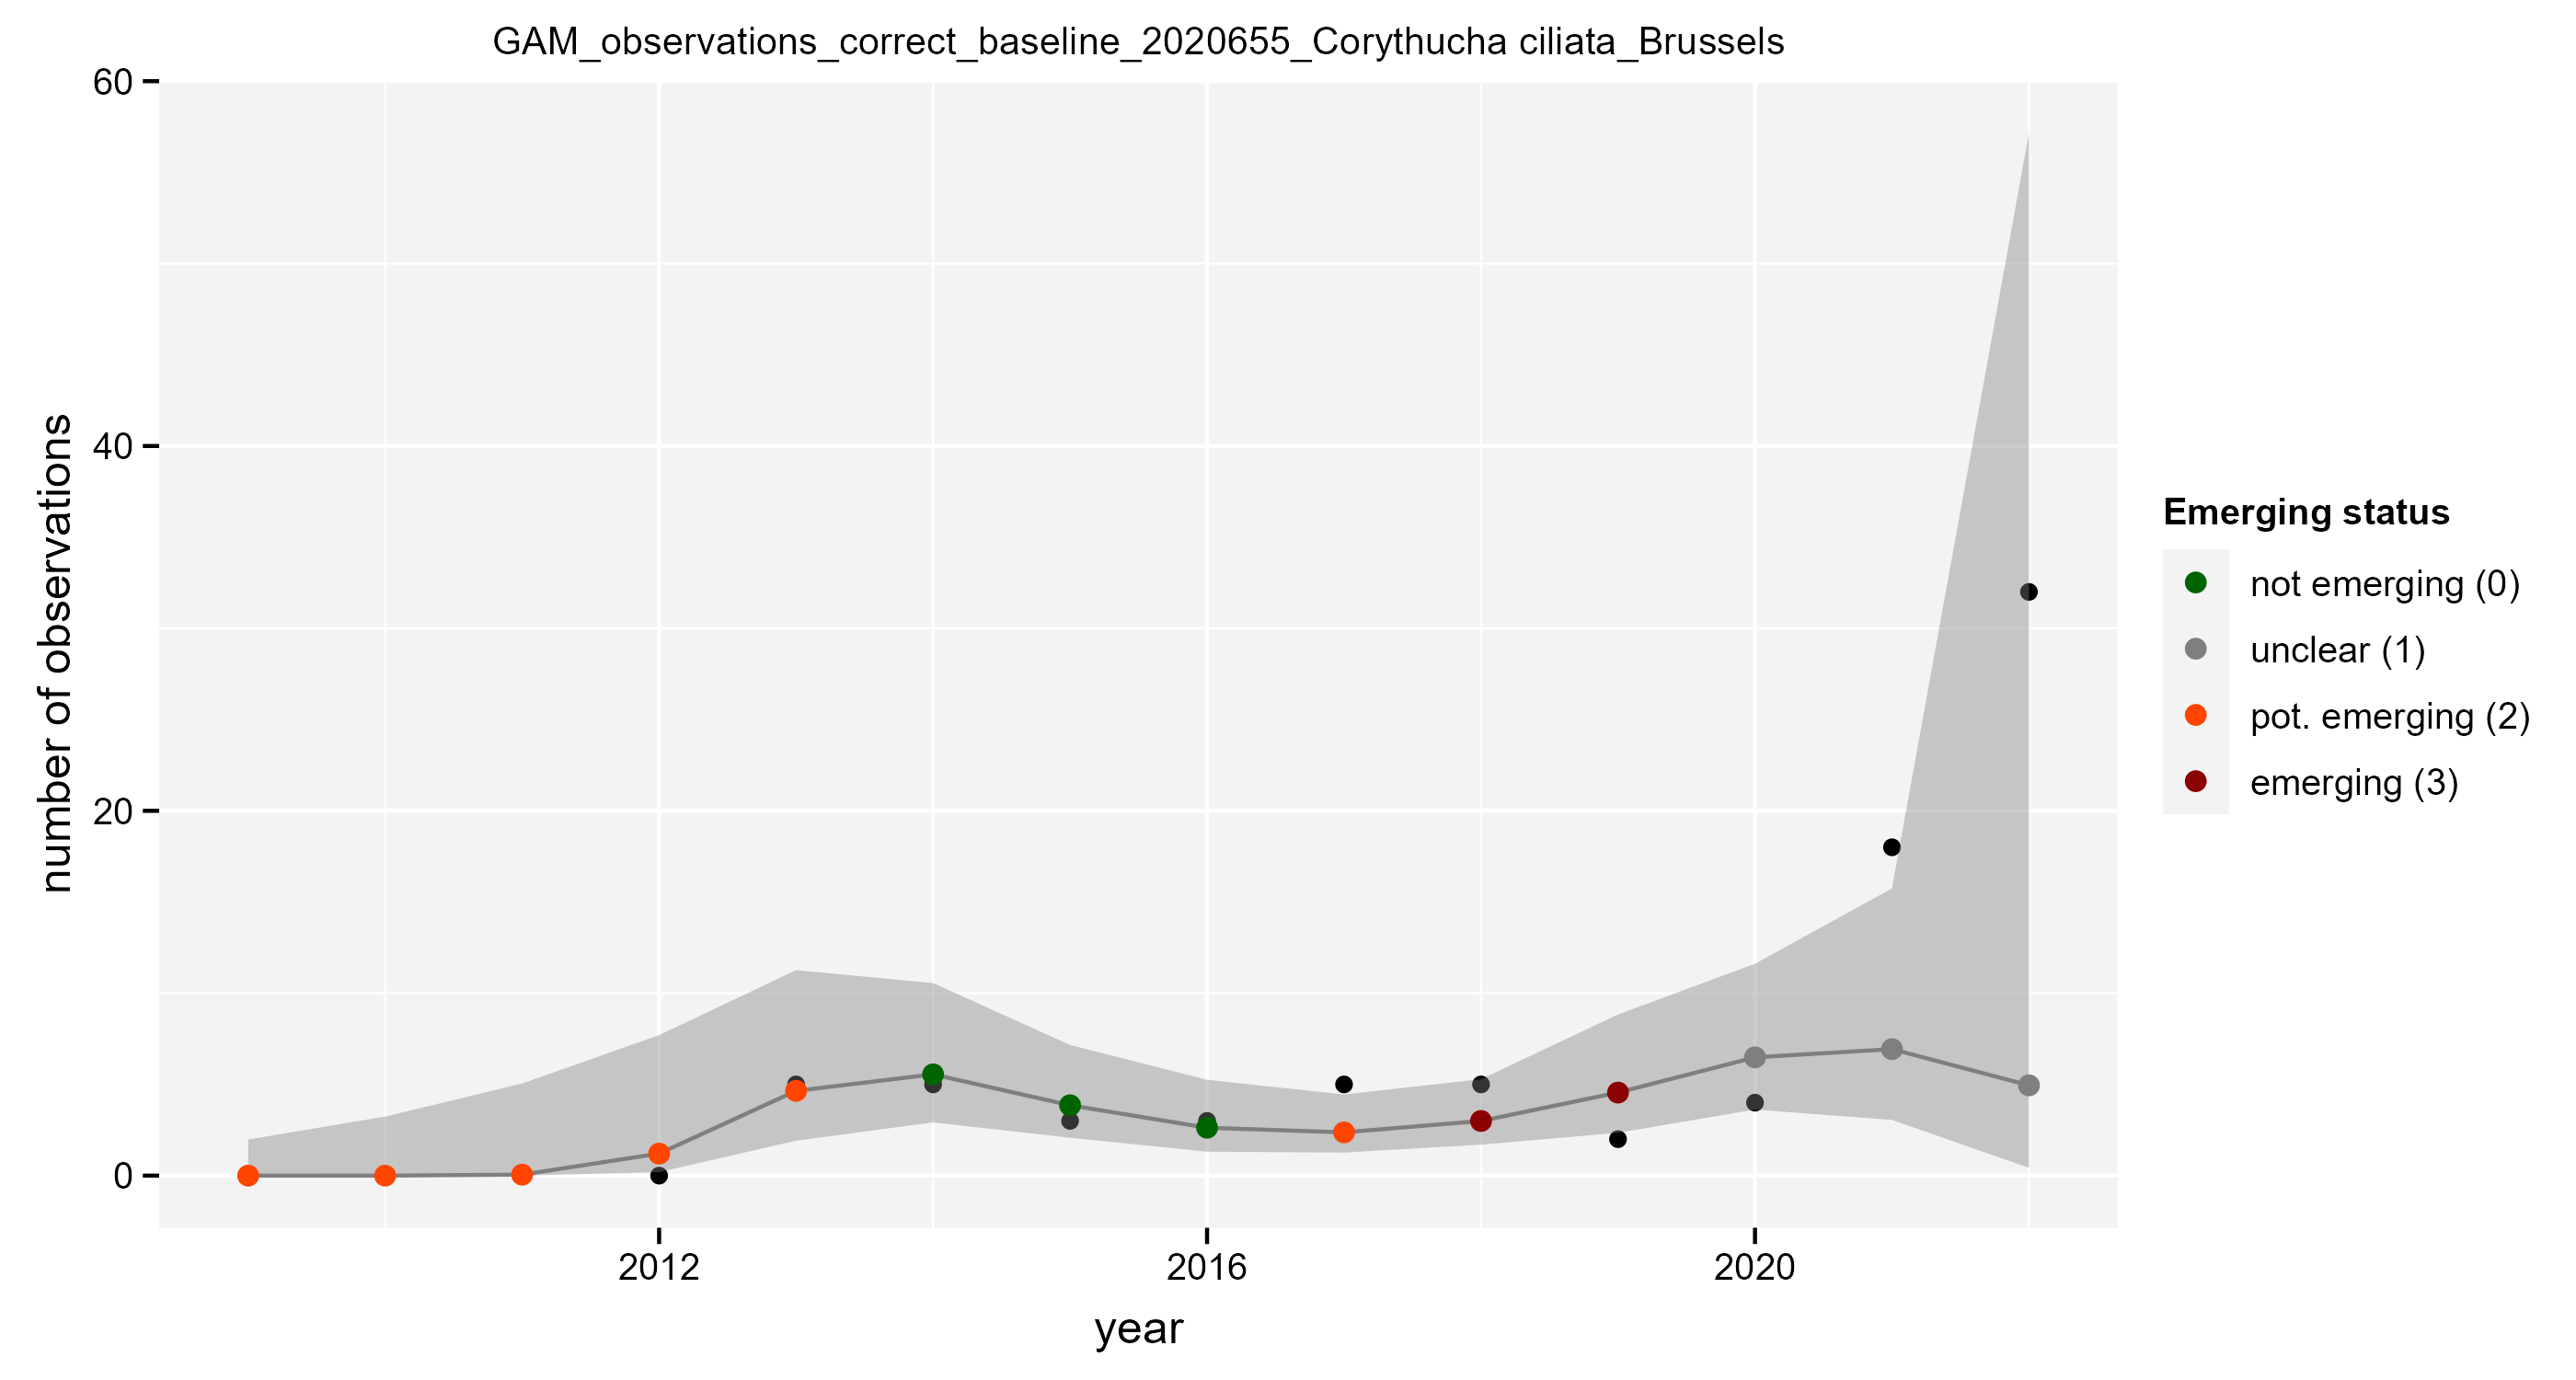 GAM_observations_correct_baseline_2020655_Corythucha ciliata_Brussels
60
40
20
0
number of observations
2012
2016
2020
year
Emerging status
not emerging (0)
unclear (1)
pot. emerging (2)
emerging (3)